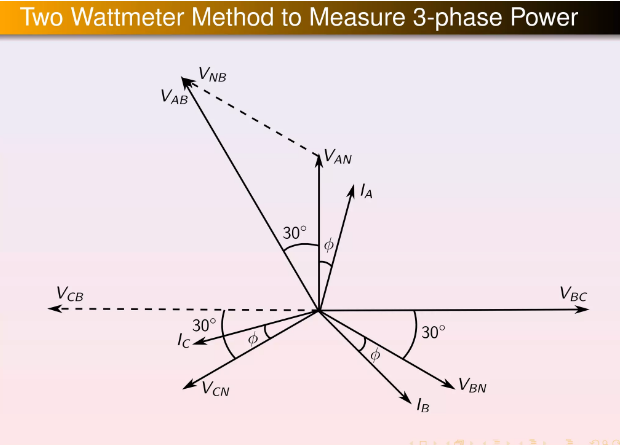 Two Wattmeter Method to Measure 3-phase Power
V_NB
V_AB
V_AN
I_A
30°
ϕ
V_CB
V_BC
30°
I_C
ϕ
30°
ϕ
V_CN
V_BN
I_B